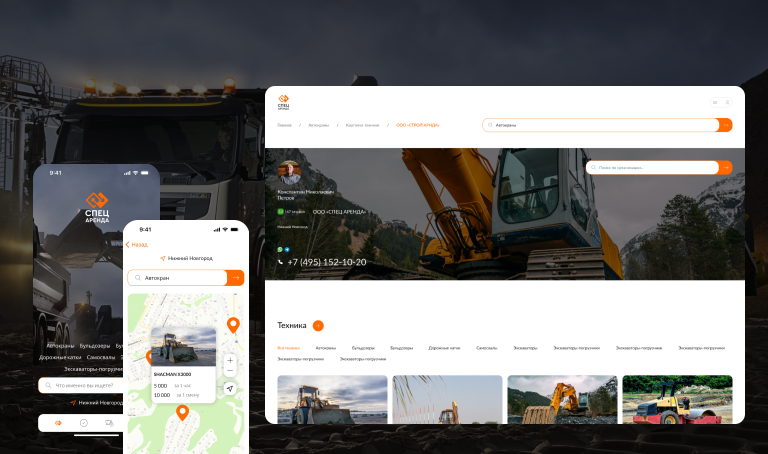 9:41
СПЕЦ
АРЕНДА
Автокраны Бульдозеры
Дорожные катки Самосвалы
Экскаваторы-погрузчи
Что именно вы ищете?
Нижний Новгород
9:41
Назад
Нижний Новгород
Автокран
SHACMAN X3000
5 000 за 1 час
10 000 за 1 смену
СПЕЦ
АРЕНДА
Главная / Автокраны / Карточка техники / ООО «СТРОЙ АРЕНДА»
Автокраны
Поиск по организации...
Константин Николаевич
Петров
ООО «СПЕЦ АРЕНДА»
Нижний Новгород
+7 (495) 152-10-20
Техника
Вся техника Автокраны Бульдозеры Бульдозеры Дорожные катки Самосвалы Экскаваторы Экскаваторы-погрузчики Экскаваторы-погрузчики Экскаваторы-погрузчики
Экскаваторы-погрузчики Экскаваторы-погрузчики